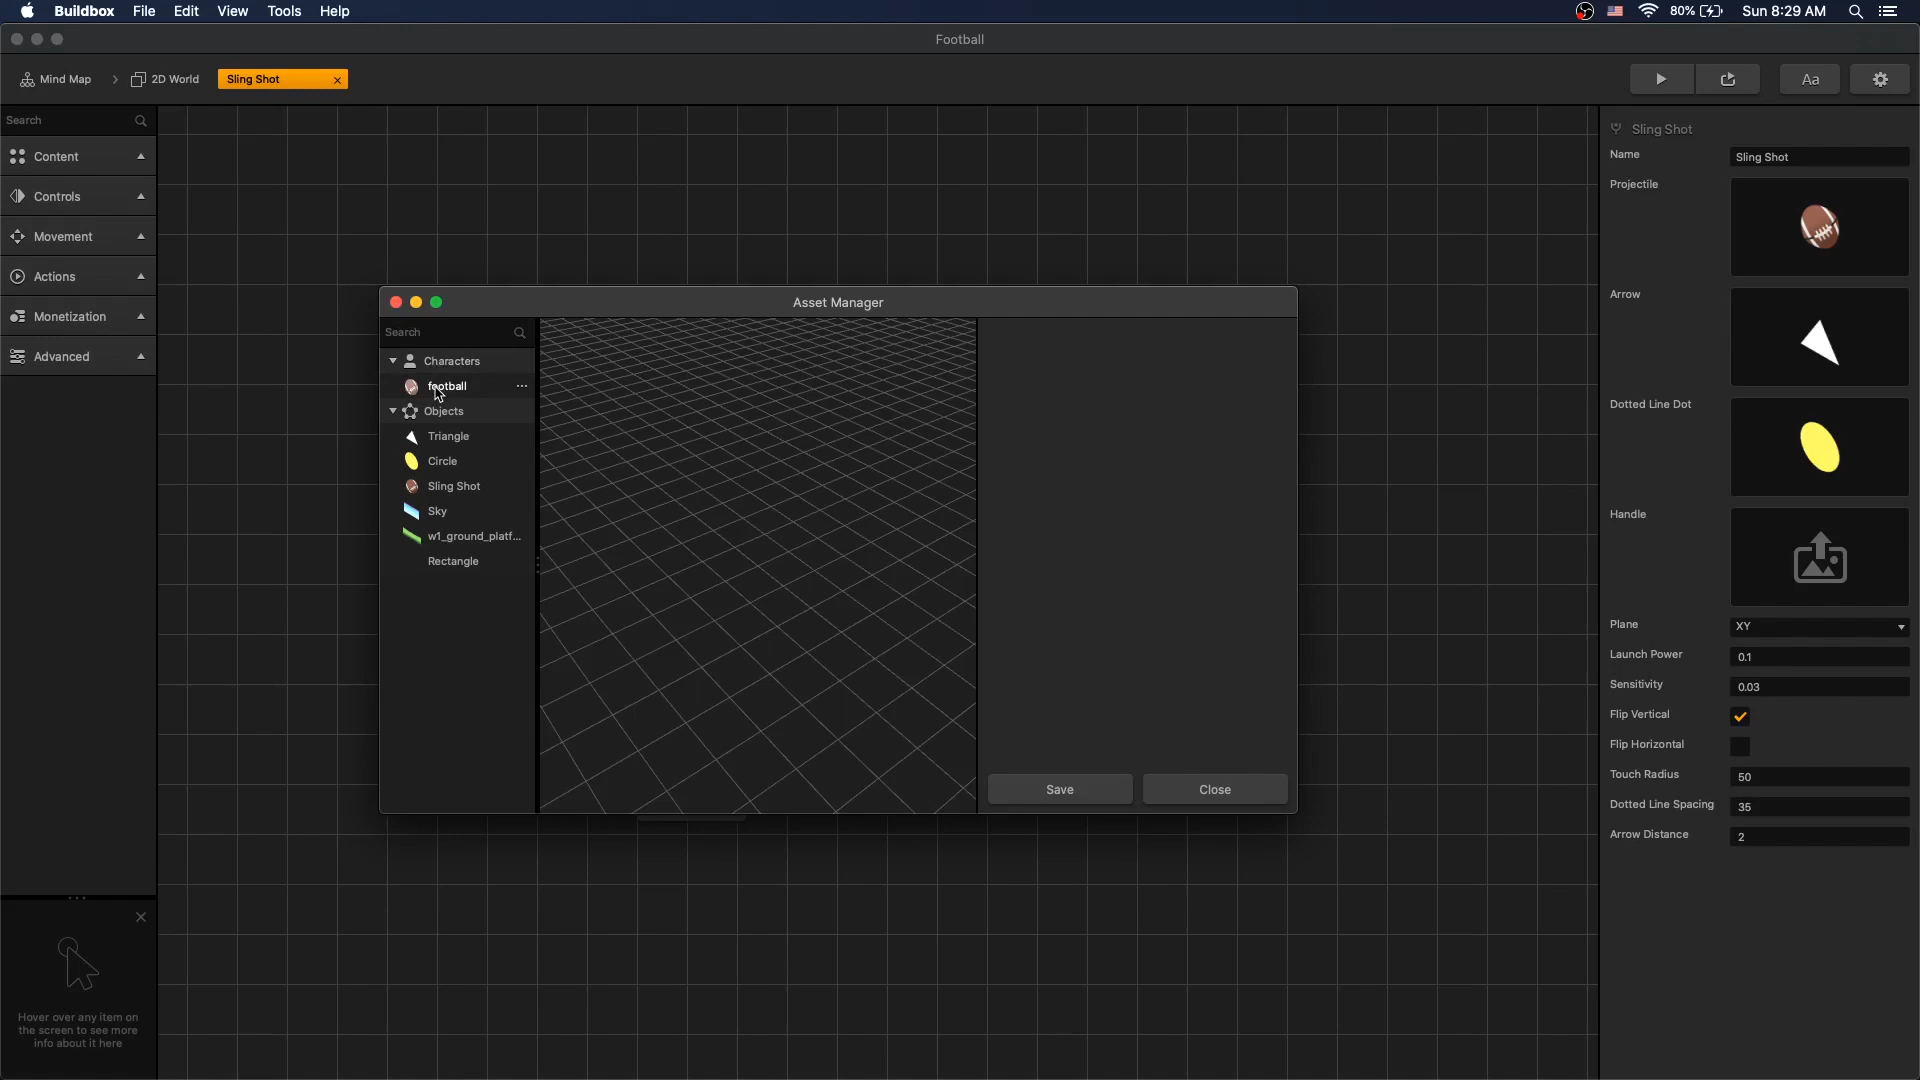 Buildbox File Edit View Tools Help
80% Sun 8:29 AM
Football
Mind Map 2D World Sling Shot
Aa
Search
Content
Controls
Movement
Actions
Monetization
Advanced
Hover over any item on
the screen to see more
info about it here
Asset Manager
Search
Characters
football
Objects
Triangle
Circle
Sling Shot
Sky
w1_ground_platf...
Rectangle
Save Close
Sling Shot
Name Sling Shot
Projectile
Arrow
Dotted Line Dot
Handle
Plane XY
Launch Power 0.1
Sensitivity 0.03
Flip Vertical
Flip Horizontal
Touch Radius 50
Dotted Line Spacing 35
Arrow Distance 2